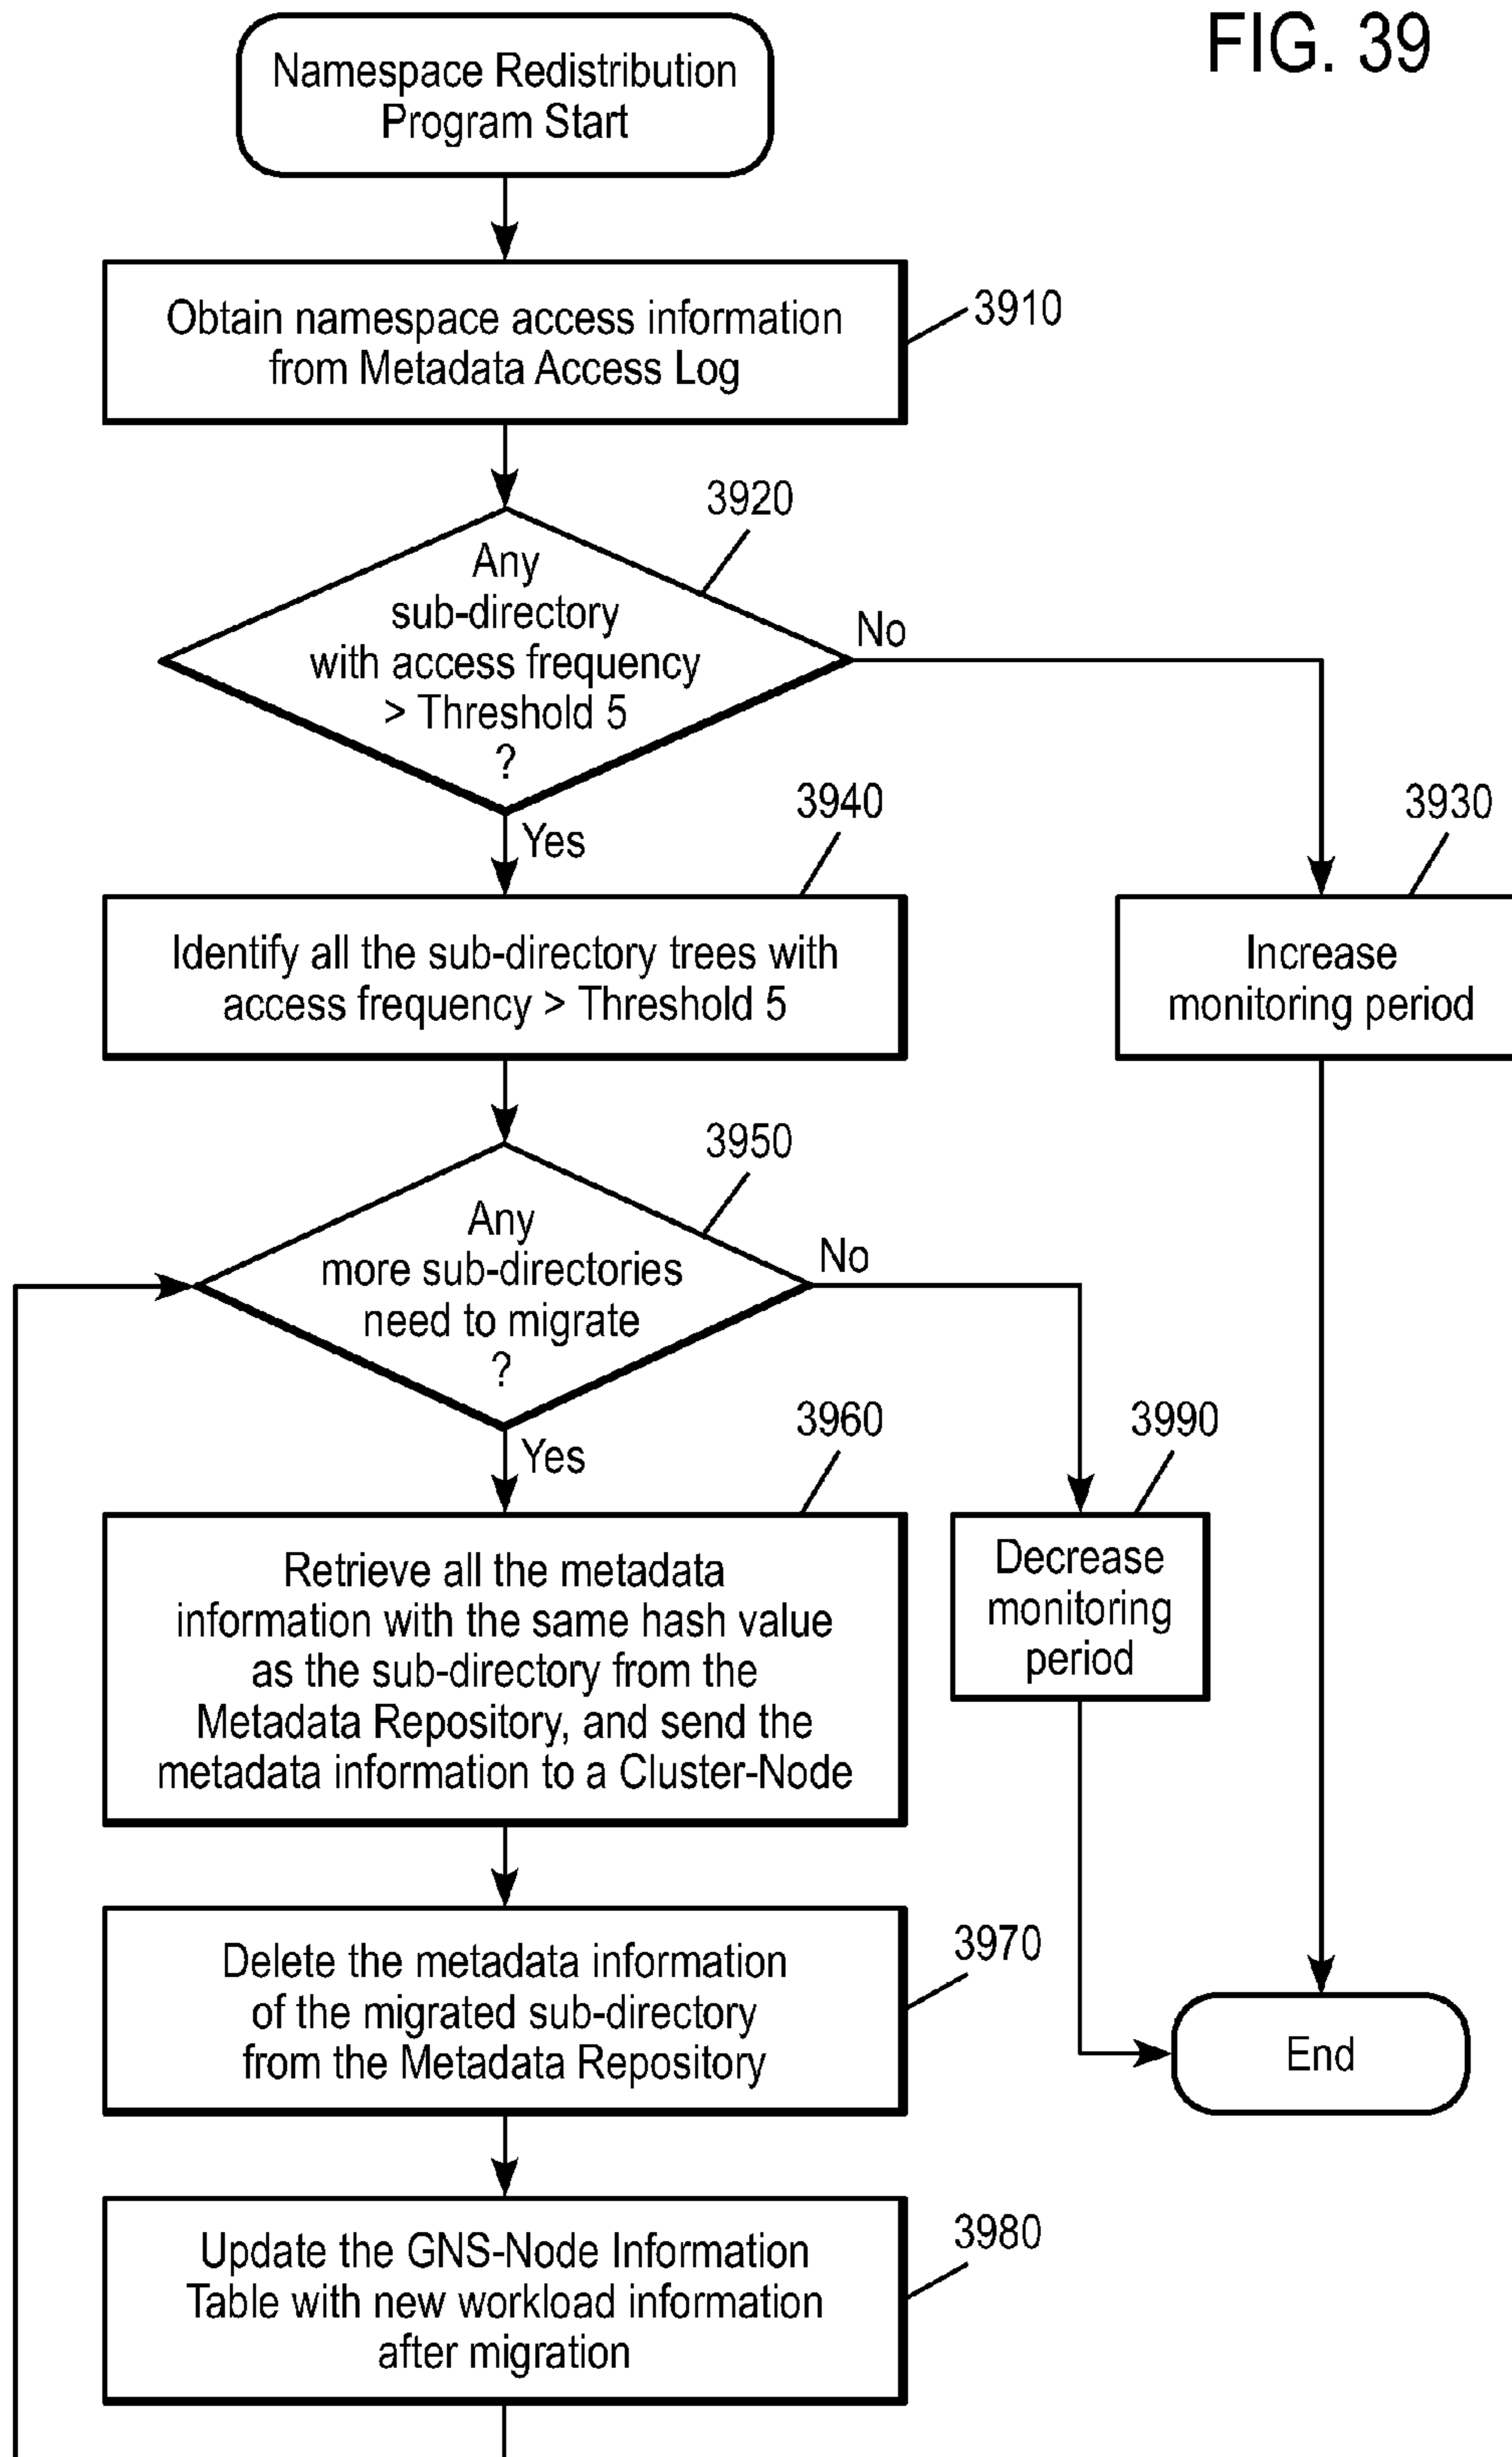 FIG. 39
Namespace Redistribution
Program Start
Obtain namespace access information
from Metadata Access Log
3910
3920
Any
sub-directory
with access frequency
> Threshold 5
?
No
Yes
3940
3930
Identify all the sub-directory trees with
access frequency > Threshold 5
Increase
monitoring period
3950
Any
more sub-directories
need to migrate
?
No
Yes
3960
3990
Retrieve all the metadata
information with the same hash value
as the sub-directory from the
Metadata Repository, and send the
metadata information to a Cluster-Node
Decrease
monitoring
period
Delete the metadata information
of the migrated sub-directory
from the Metadata Repository
3970
End
Update the GNS-Node Information
Table with new workload information
after migration
3980